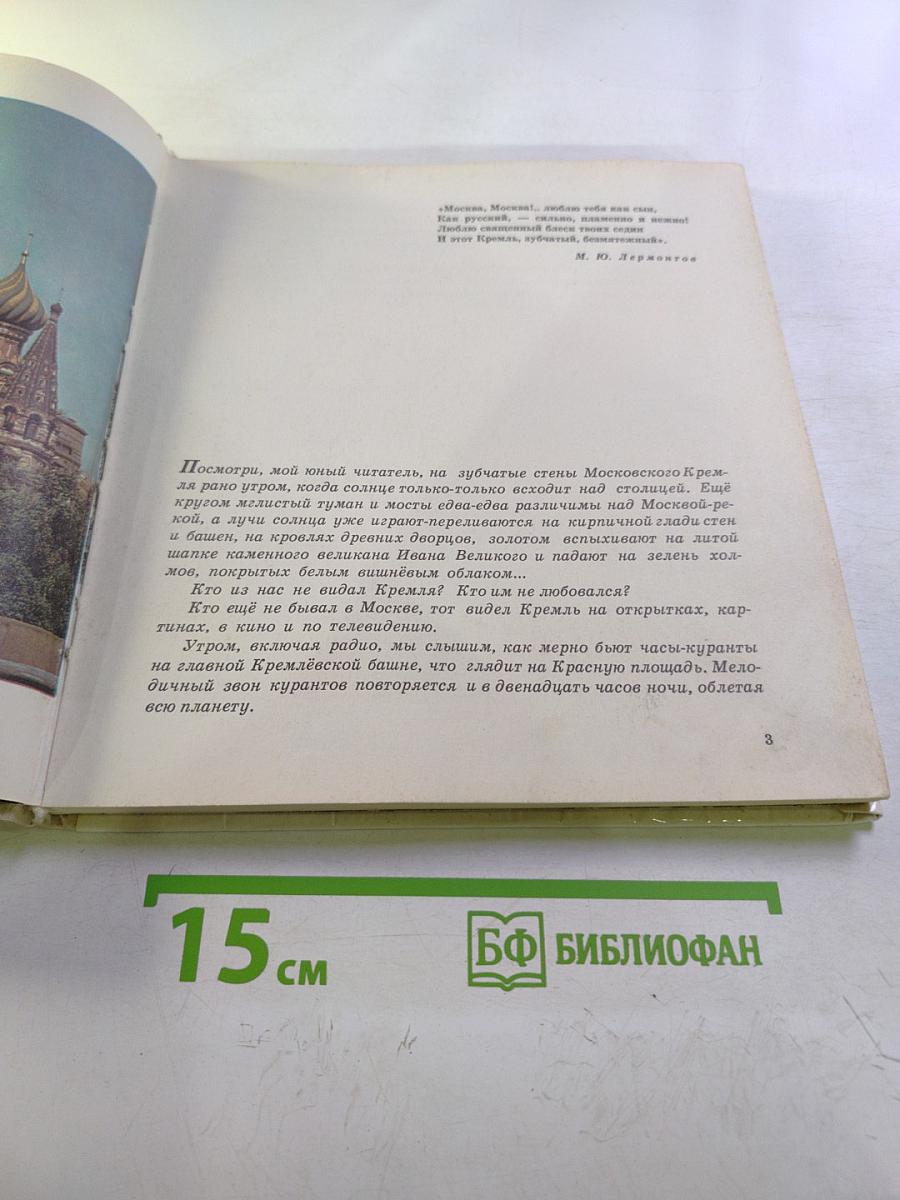 «Москва, Москва!.. люблю тебя как сын,
Как русский, — сильно, пламенно и нежно!
Люблю священный блеск твоих седин
И этот Кремль, зубчатый, безмятежный».
М. Ю. Лермонтов
Посмотри, мой юный читатель, на зубчатые стены Московского Крем-
ля рано утром, когда солнце только-только всходит над столицей. Ещё
кругом мглистый туман и мосты едва-едва различимы над Москвой-ре-
кой, а лучи солнца уже играют-переливаются на кирпичной глади стен
и башен, на кровлях древних дворцов, золотом вспыхивают на литой
шапке каменного великана Ивана Великого и падают на зелень хол-
мов, покрытых белым вишнёвым облаком...
Кто из нас не видал Кремля? Кто им не любовался?
Кто ещё не бывал в Москве, тот видел Кремль на открытках, кар-
тинах, в кино и по телевидению.
Утром, включая радио, мы слышим, как мерно бьют часы-куранты
на главной Кремлёвской башне, что глядит на Красную площадь. Мело-
дичный звон курантов повторяется и в двенадцать часов ночи, облетая
всю планету.
3
15 см
БФ БИБЛИОФАН